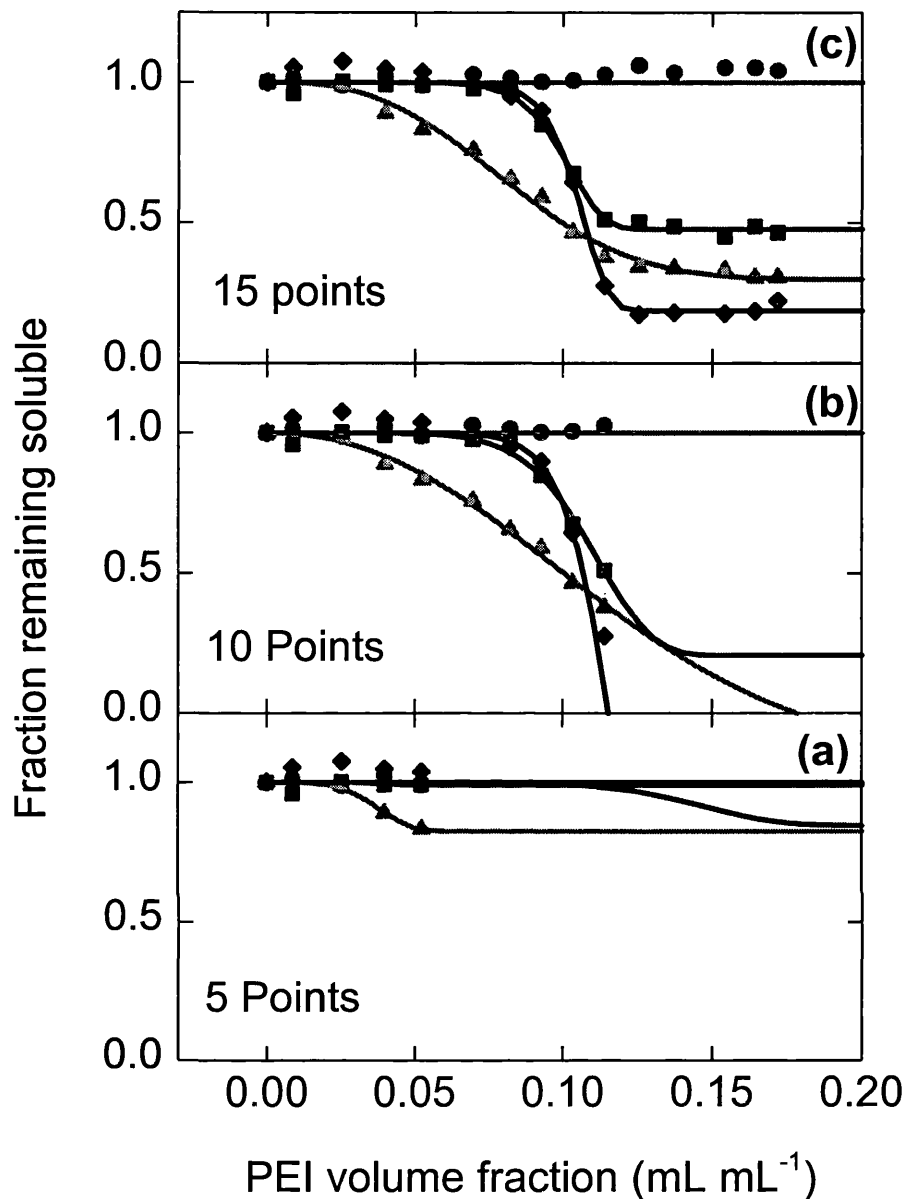 (c)
1.0
0.5
15 points
0.0
(b)
1.0
0.5
10 Points
0.0
(a)
1.0
0.5
5 Points
0.0
0.00 0.05 0.10 0.15 0.20
PEI volume fraction (mL mL⁻¹)
Fraction remaining soluble